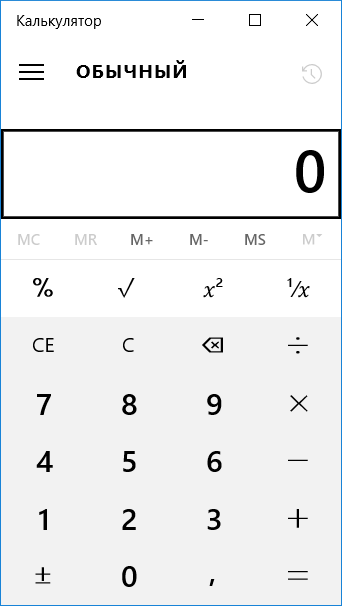 Калькулятор
ОБЫЧНЫЙ
0
MC MR M+ M- MS M
% √ x² ¹/x
CE C ÷
7 8 9 ×
4 5 6 −
1 2 3 +
± 0 , =